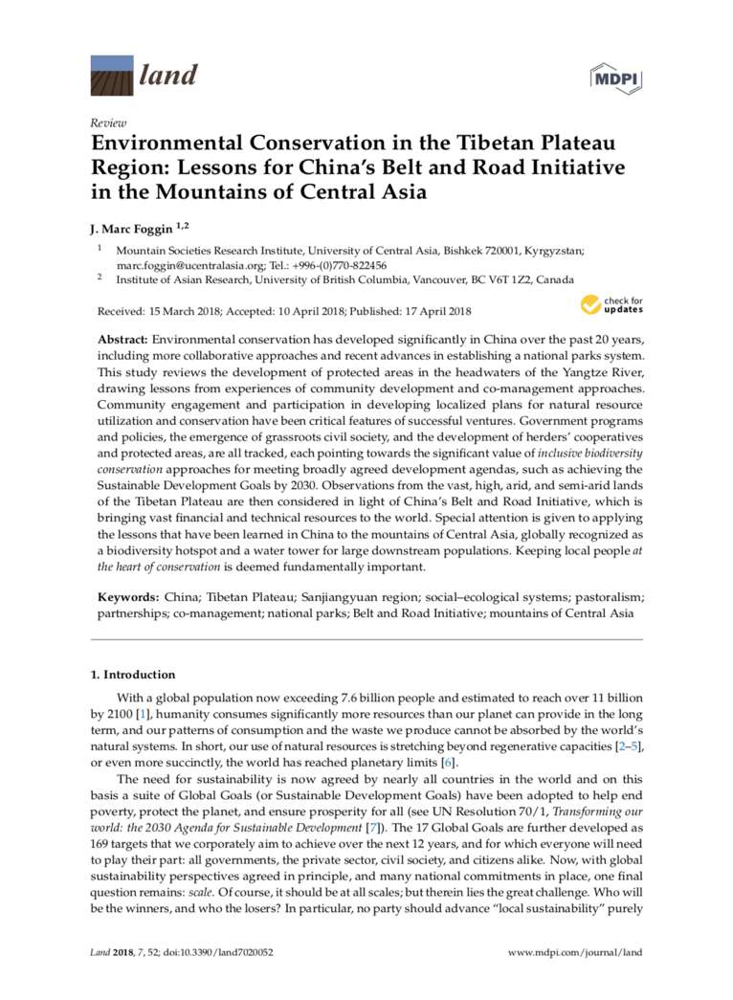 land
MDPI
Review
Environmental Conservation in the Tibetan Plateau
Region: Lessons for China's Belt and Road Initiative
in the Mountains of Central Asia
J. Marc Foggin 1,2
1 Mountain Societies Research Institute, University of Central Asia, Bishkek 720001, Kyrgyzstan;
marc.foggin@ucentralasia.org; Tel.: +996-(0)770-822456
2 Institute of Asian Research, University of British Columbia, Vancouver, BC V6T 1Z2, Canada
check for
updates
Received: 15 March 2018; Accepted: 10 April 2018; Published: 17 April 2018
Abstract: Environmental conservation has developed significantly in China over the past 20 years,
including more collaborative approaches and recent advances in establishing a national parks system.
This study reviews the development of protected areas in the headwaters of the Yangtze River,
drawing lessons from experiences of community development and co-management approaches.
Community engagement and participation in developing localized plans for natural resource
utilization and conservation have been critical features of successful ventures. Government programs
and policies, the emergence of grassroots civil society, and the development of herders' cooperatives
and protected areas, are all tracked, each pointing towards the significant value of inclusive biodiversity
conservation approaches for meeting broadly agreed development agendas, such as achieving the
Sustainable Development Goals by 2030. Observations from the vast, high, arid, and semi-arid lands
of the Tibetan Plateau are then considered in light of China's Belt and Road Initiative, which is
bringing vast financial and technical resources to the world. Special attention is given to applying
the lessons that have been learned in China to the mountains of Central Asia, globally recognized as
a biodiversity hotspot and a water tower for large downstream populations. Keeping local people at
the heart of conservation is deemed fundamentally important.
Keywords: China; Tibetan Plateau; Sanjiangyuan region; social–ecological systems; pastoralism;
partnerships; co-management; national parks; Belt and Road Initiative; mountains of Central Asia
1. Introduction
With a global population now exceeding 7.6 billion people and estimated to reach over 11 billion
by 2100 [1], humanity consumes significantly more resources than our planet can provide in the long
term, and our patterns of consumption and the waste we produce cannot be absorbed by the world's
natural systems. In short, our use of natural resources is stretching beyond regenerative capacities [2–5],
or even more succinctly, the world has reached planetary limits [6].
The need for sustainability is now agreed by nearly all countries in the world and on this
basis a suite of Global Goals (or Sustainable Development Goals) have been adopted to help end
poverty, protect the planet, and ensure prosperity for all (see UN Resolution 70/1, Transforming our
world: the 2030 Agenda for Sustainable Development [7]). The 17 Global Goals are further developed as
169 targets that we corporately aim to achieve over the next 12 years, and for which everyone will need
to play their part: all governments, the private sector, civil society, and citizens alike. Now, with global
sustainability perspectives agreed in principle, and many national commitments in place, one final
question remains: scale. Of course, it should be at all scales; but therein lies the great challenge. Who will
be the winners, and who the losers? In particular, no party should advance “local sustainability” purely
Land 2018, 7, 52; doi:10.3390/land7020052
www.mdpi.com/journal/land